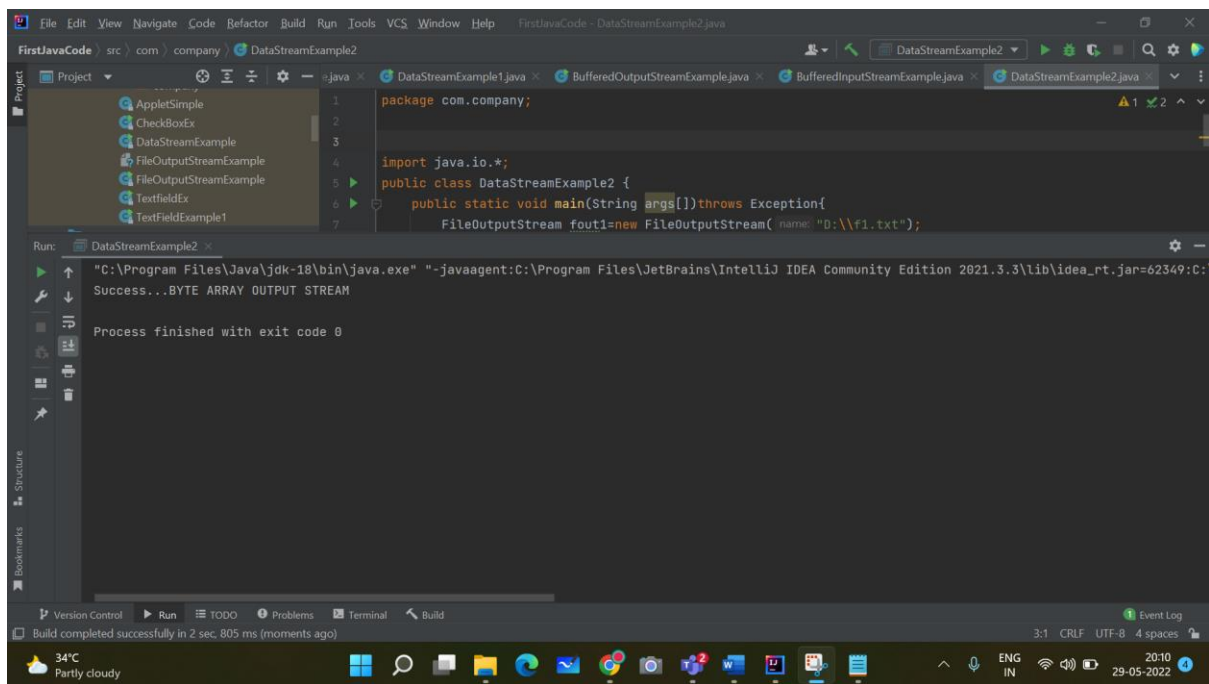 File Edit View Navigate Code Refactor Build Run Tools VCS Window Help FirstJavaCode - DataStreamExample2.java
FirstJavaCode src com company DataStreamExample2 DataStreamExample2
Project e.java DataStreamExample1.java BufferedOutputStreamExample.java BufferedInputStreamExample.java DataStreamExample2.java
AppletSimple
CheckBoxEx
DataStreamExample
FileOutputStreamExample
FileOutputStreamExample
TextfieldEx
TextFieldExample1
1 package com.company; 1 2
2
3
4 import java.io.*;
5 public class DataStreamExample2 {
6 public static void main(String args[])throws Exception{
7 FileOutputStream fout1=new FileOutputStream( name: "D:\\f1.txt");
Run: DataStreamExample2
"C:\Program Files\Java\jdk-18\bin\java.exe" "-javaagent:C:\Program Files\JetBrains\IntelliJ IDEA Community Edition 2021.3.3\lib\idea_rt.jar=62349:C:
Success...BYTE ARRAY OUTPUT STREAM
Process finished with exit code 0
Project
Structure
Bookmarks
Version Control Run TODO Problems Terminal Build 1 Event Log
Build completed successfully in 2 sec, 805 ms (moments ago) 3:1 CRLF UTF-8 4 spaces
34°C
Partly cloudy
2
ENG
IN
20:10
29-05-2022
4